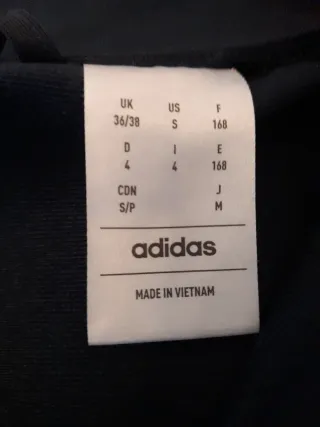 UK US F
36/38 S 168
D I E
4 4 168
CDN J
S/P M
adidas
MADE IN VIETNAM